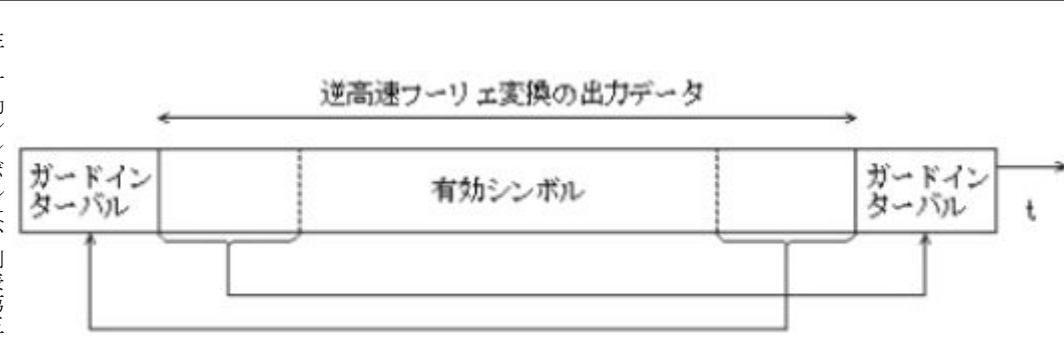 逆高速フーリェ変換の出力データ
ガードイン
ターバル
有効シンボル
ガードイン
ターバル
t